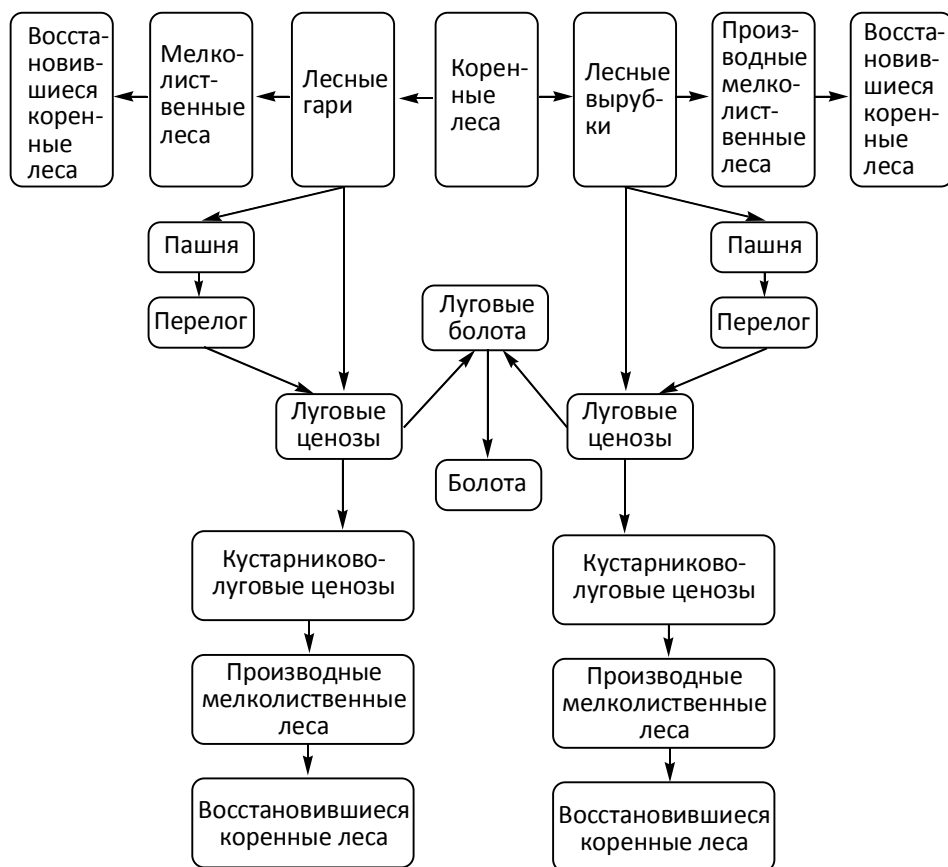 Восста-
новив-
шиеся
корен-
ные
леса
Мелко-
лист-
венные
леса
Лесные
гари
Корен-
ные
леса
Лесные
выруб-
ки
Произ-
водные
мелко-
лист-
венные
леса
Восста-
новив-
шиеся
корен-
ные
леса
Пашня
Перелог
Пашня
Перелог
Луговые
болота
Луговые
ценозы
Луговые
ценозы
Болота
Кустарниково-
луговые ценозы
Кустарниково-
луговые ценозы
Производные
мелколиственные
леса
Производные
мелколиственные
леса
Восстановившиеся
коренные леса
Восстановившиеся
коренные леса